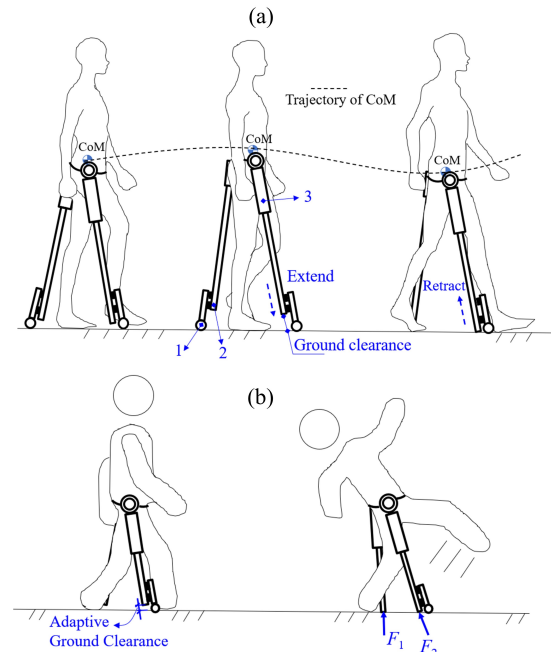 (a)
Trajectory of CoM
CoM
CoM
CoM
3
Extend
Retract
1
2
Ground clearance
(b)
Adaptive
Ground Clearance
F1
F2